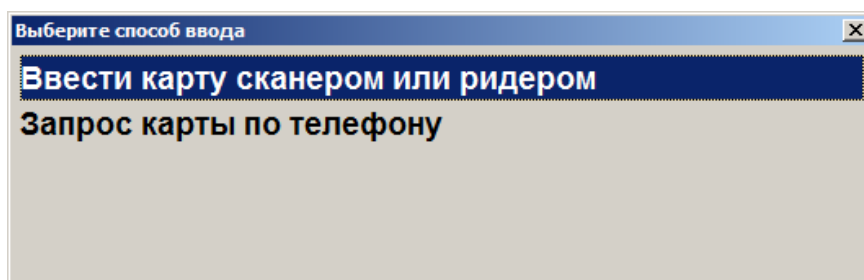 Выберите способ ввода
Ввести карту сканером или ридером
Запрос карты по телефону